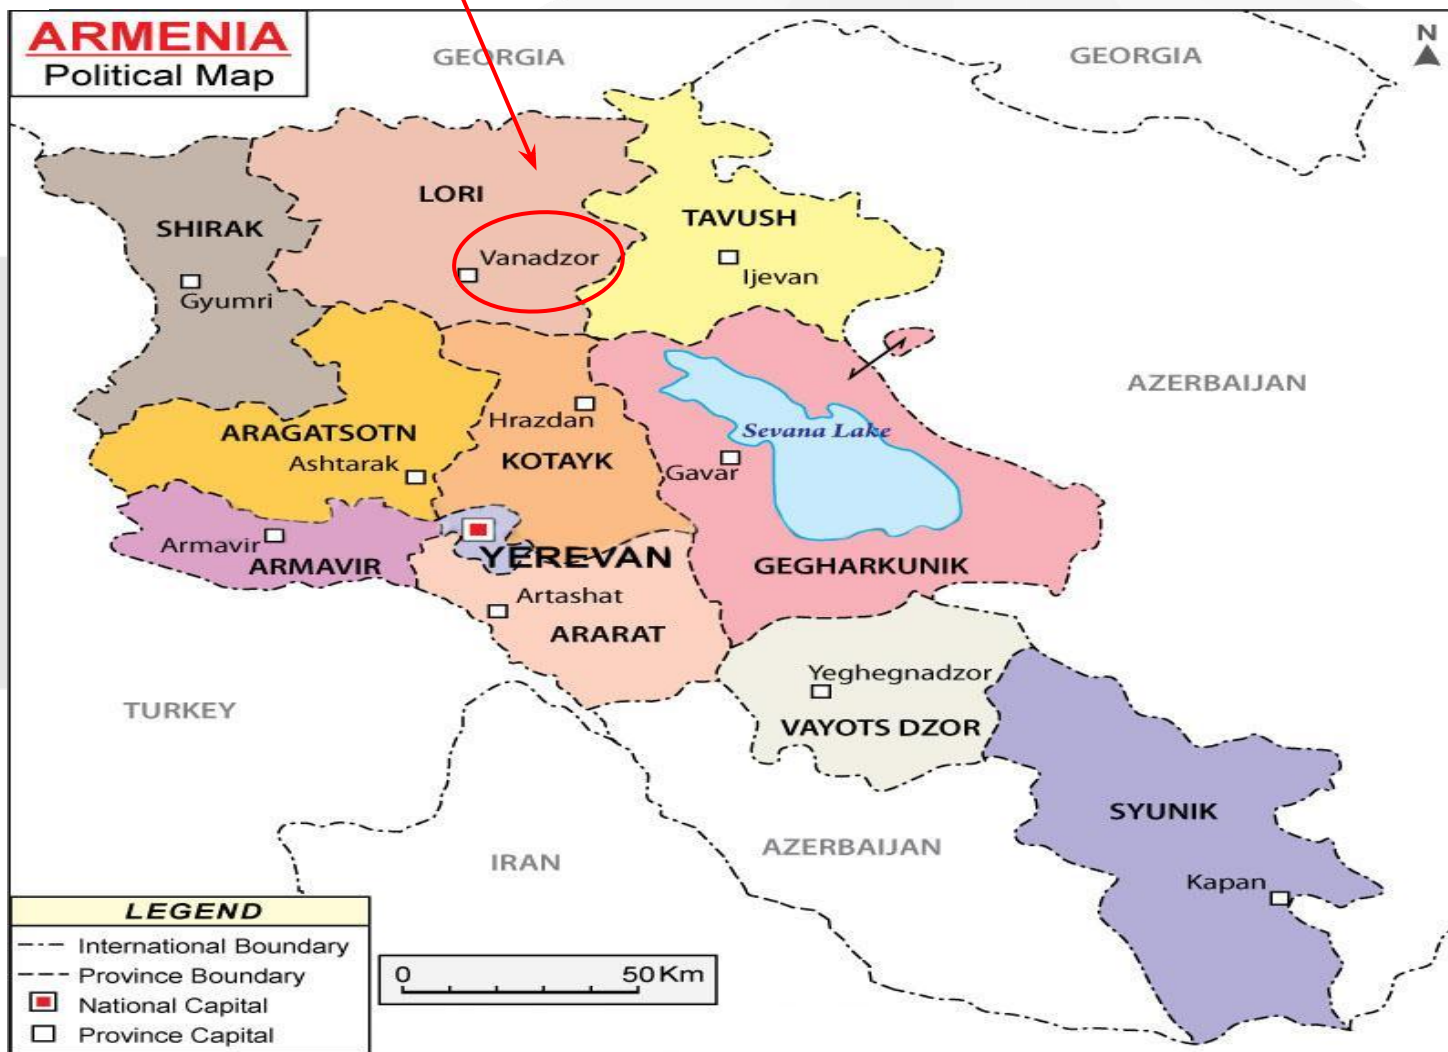 ARMENIA
Political Map
GEORGIA
GEORGIA
N
LORI
SHIRAK
TAVUSH
Vanadzor
Ijevan
Gyumri
AZERBAIJAN
Hrazdan
ARAGATSOTN
Sevana Lake
Ashtarak
KOTAYK
Gavar
Armavir
ARMAVIR
YEREVAN
GEGHARKUNIK
Artashat
ARARAT
Yeghegnadzor
TURKEY
VAYOTS DZOR
SYUNIK
AZERBAIJAN
IRAN
Kapan
LEGEND
International Boundary
Province Boundary
National Capital
Province Capital
0 50 Km